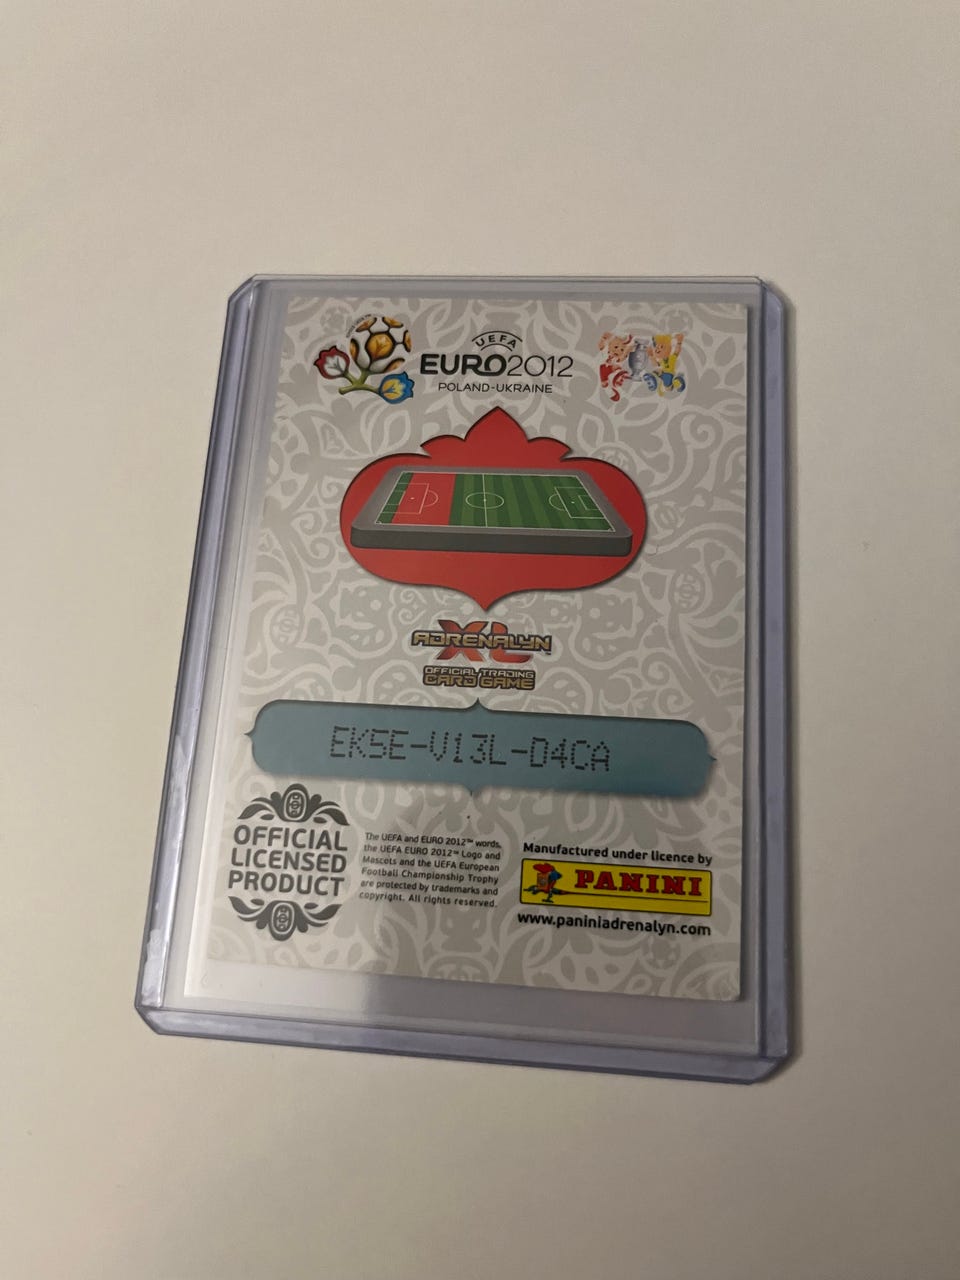 UEFA
EURO2012
POLAND-UKRAINE
ADRENALYN
XL
OFFICIAL TRADING
CARD GAME
EK5E-V13L-D4CA
OFFICIAL
LICENSED
PRODUCT
The UEFA and EURO 2012™ words,
the UEFA EURO 2012™ Logo and
Mascots and the UEFA European
Football Championship Trophy
are protected by trademarks and
copyright. All rights reserved.
Manufactured under licence by
PANINI
www.paniniadrenalyn.com